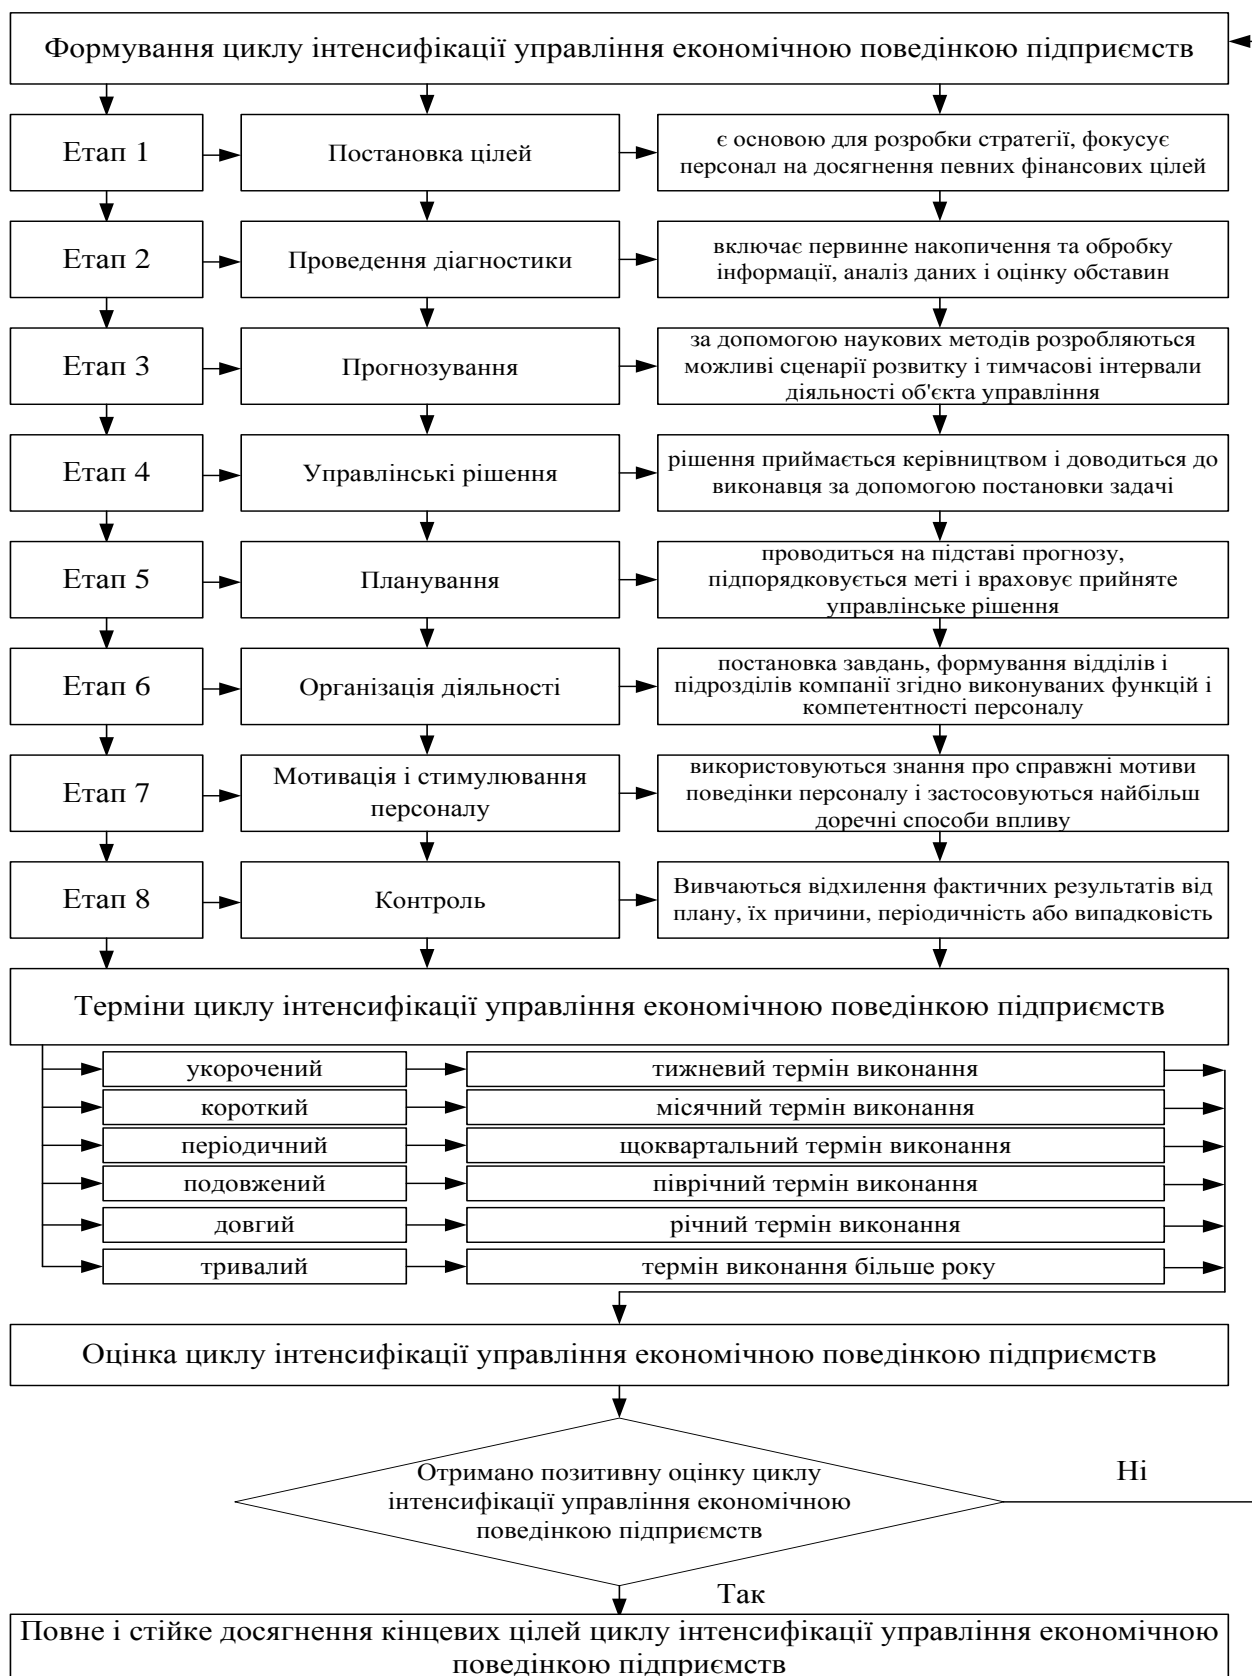 Формування циклу інтенсифікації управління економічною поведінкою підприємств
Етап 1
Постановка цілей
є основою для розробки стратегії, фокусує
персонал на досягнення певних фінансових цілей
Етап 2
Проведення діагностики
включає первинне накопичення та обробку
інформації, аналіз даних і оцінку обставин
Етап 3
Прогнозування
за допомогою наукових методів розробляються
можливі сценарії розвитку і тимчасові інтервали
діяльності об'єкта управління
Етап 4
Управлінські рішення
рішення приймається керівництвом і доводиться до
виконавця за допомогою постановки задачі
Етап 5
Планування
проводиться на підставі прогнозу,
підпорядковується меті і враховує прийняте
управлінське рішення
Етап 6
Організація діяльності
постановка завдань, формування відділів і
підрозділів компанії згідно виконуваних функцій і
компетентності персоналу
Етап 7
Мотивація і стимулювання
персоналу
використовуються знання про справжні мотиви
поведінки персоналу і застосовуються найбільш
доречні способи впливу
Етап 8
Контроль
Вивчаються відхилення фактичних результатів від
плану, їх причини, періодичність або випадковість
Терміни циклу інтенсифікації управління економічною поведінкою підприємств
укорочений
тижневий термін виконання
короткий
місячний термін виконання
періодичний
щоквартальний термін виконання
подовжений
піврічний термін виконання
довгий
річний термін виконання
тривалий
термін виконання більше року
Оцінка циклу інтенсифікації управління економічною поведінкою підприємств
Отримано позитивну оцінку циклу
інтенсифікації управління економічною
поведінкою підприємств
Ні
Так
Повне і стійке досягнення кінцевих цілей циклу інтенсифікації управління економічною
поведінкою підприємств